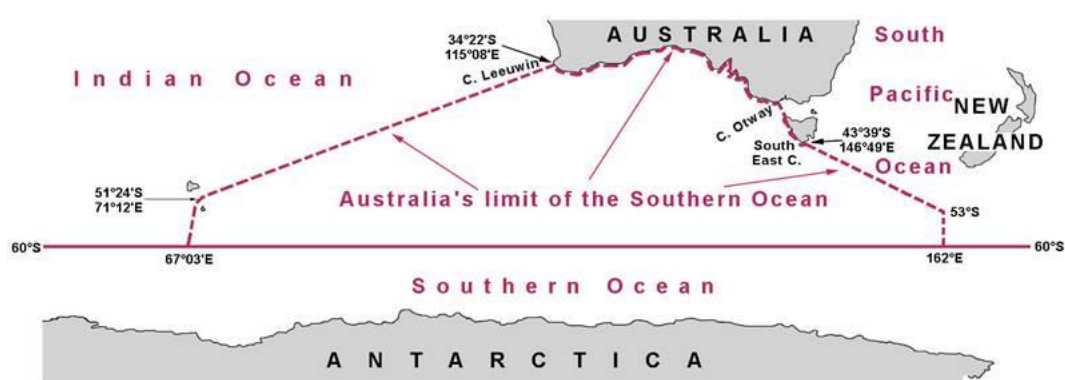 AUSTRALIA
South
34°22'S
115°08'E
Indian Ocean
C. Leeuwin
Pacific
NEW
ZEALAND
C. Otway
43°39'S
146°49'E
South
East C.
Ocean
51°24'S
71°12'E
Australia's limit of the Southern Ocean
53°S
60°S
60°S
67°03'E
162°E
Southern Ocean
ANTARCTICA